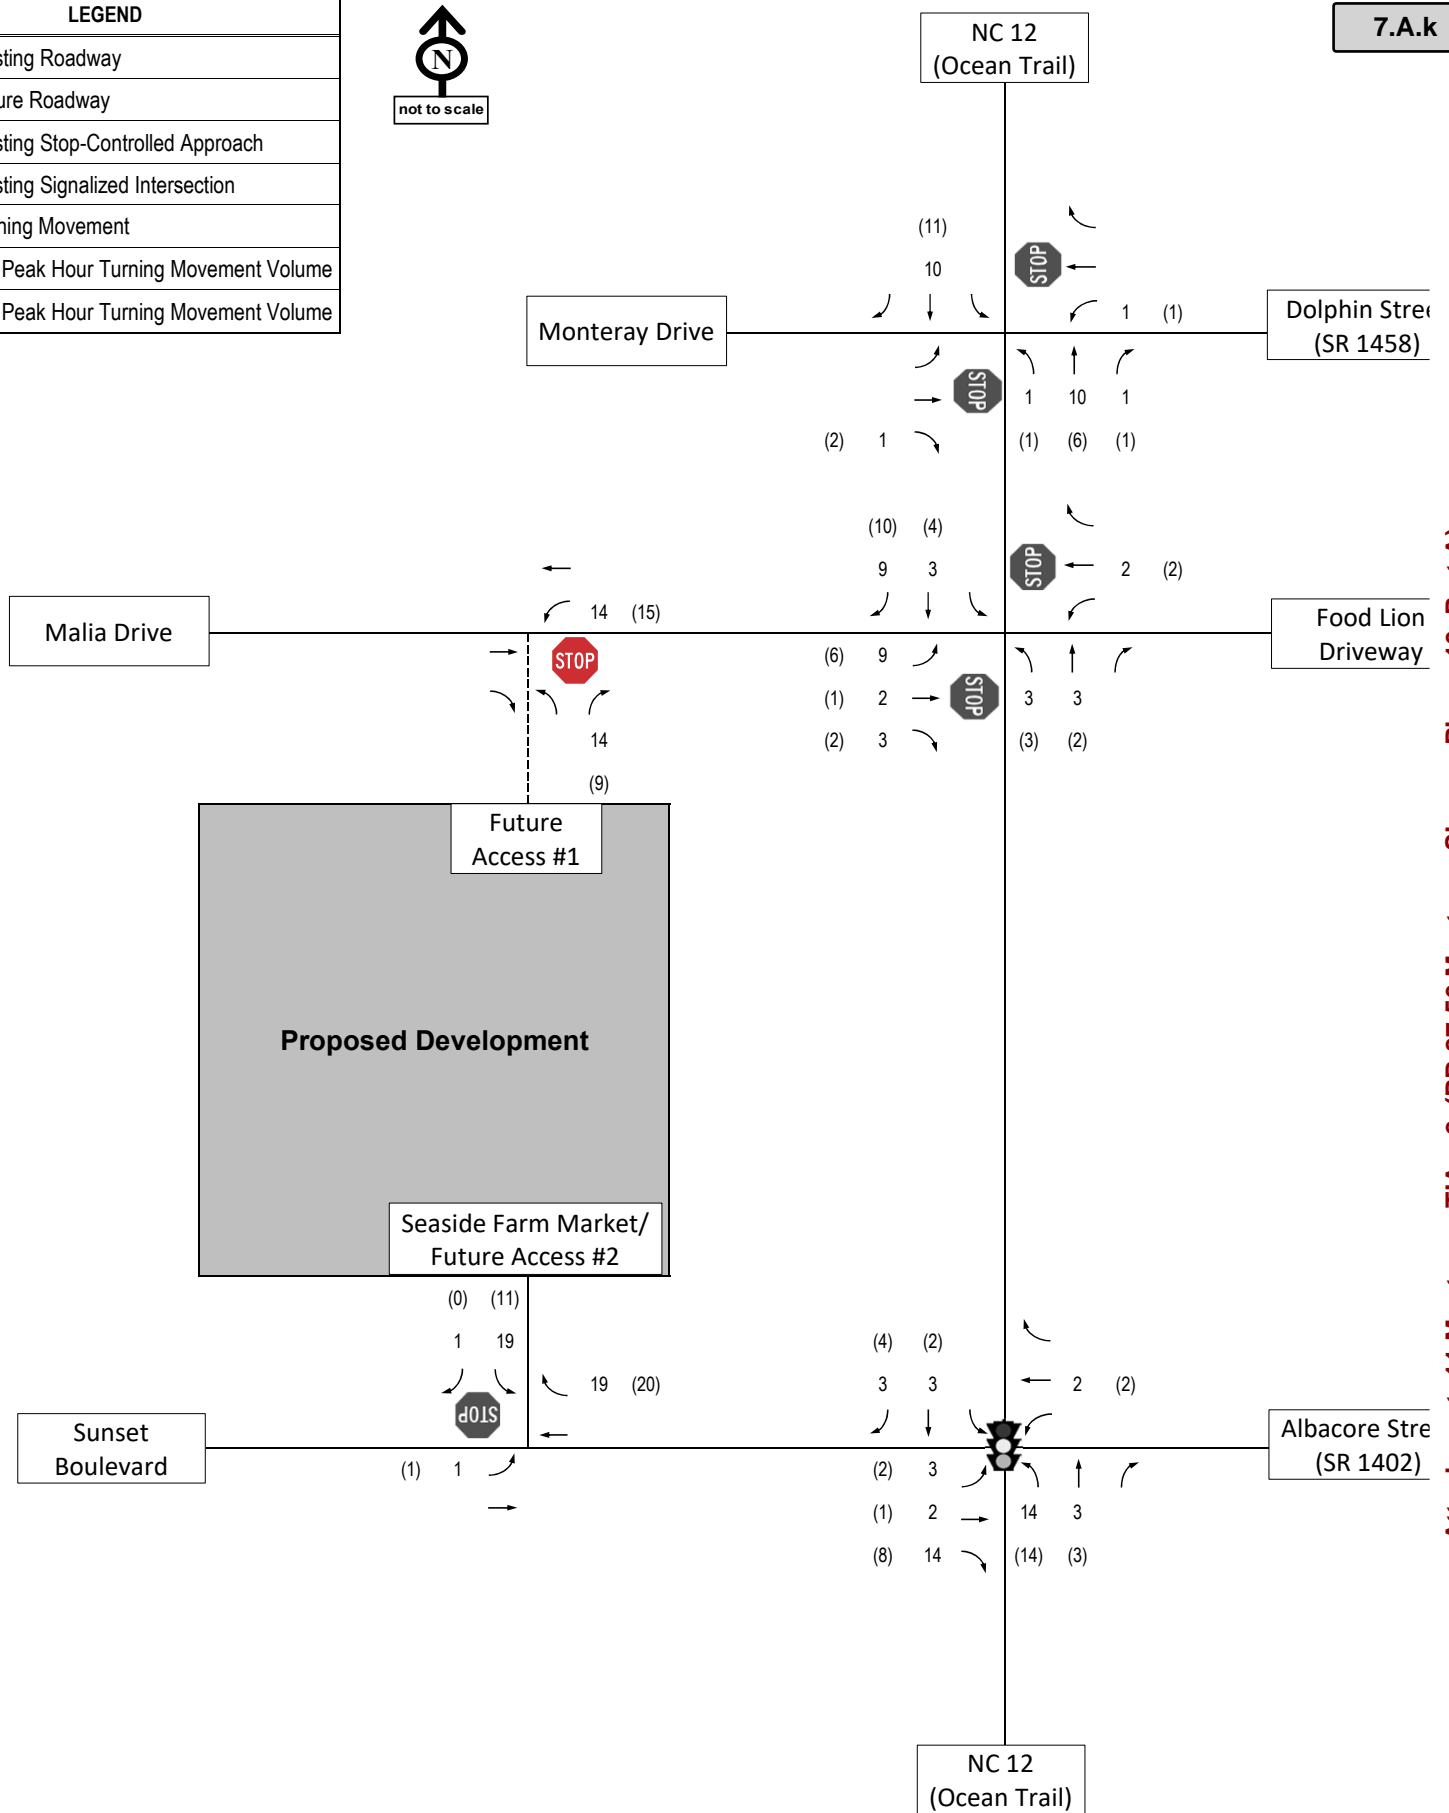 LEGEND
sting Roadway
ure Roadway
sting Stop-Controlled Approach
sting Signalized Intersection
ning Movement
Peak Hour Turning Movement Volume
Peak Hour Turning Movement Volume
N
not to scale
NC 12
(Ocean Trail)
7.A.k
(11)
10
STOP
Monteray Drive
1 (1)
Dolphin Stree
(SR 1458)
STOP
1 10 1
(2) 1
(1) (6) (1)
(10) (4)
9 3
STOP
2 (2)
Malia Drive
14 (15)
Food Lion
Driveway
STOP
(6) 9
(1) 2
STOP
3 3
(2) 3
(3) (2)
14
(9)
Future
Access #1
Proposed Development
Seaside Farm Market/
Future Access #2
(0) (11)
1 19
STOP
19 (20)
(4) (2)
3 3
2 (2)
Sunset
Boulevard
Albacore Stre
(SR 1402)
(1) 1
(2) 3
(1) 2
14 3
(8) 14
(14) (3)
NC 12
(Ocean Trail)